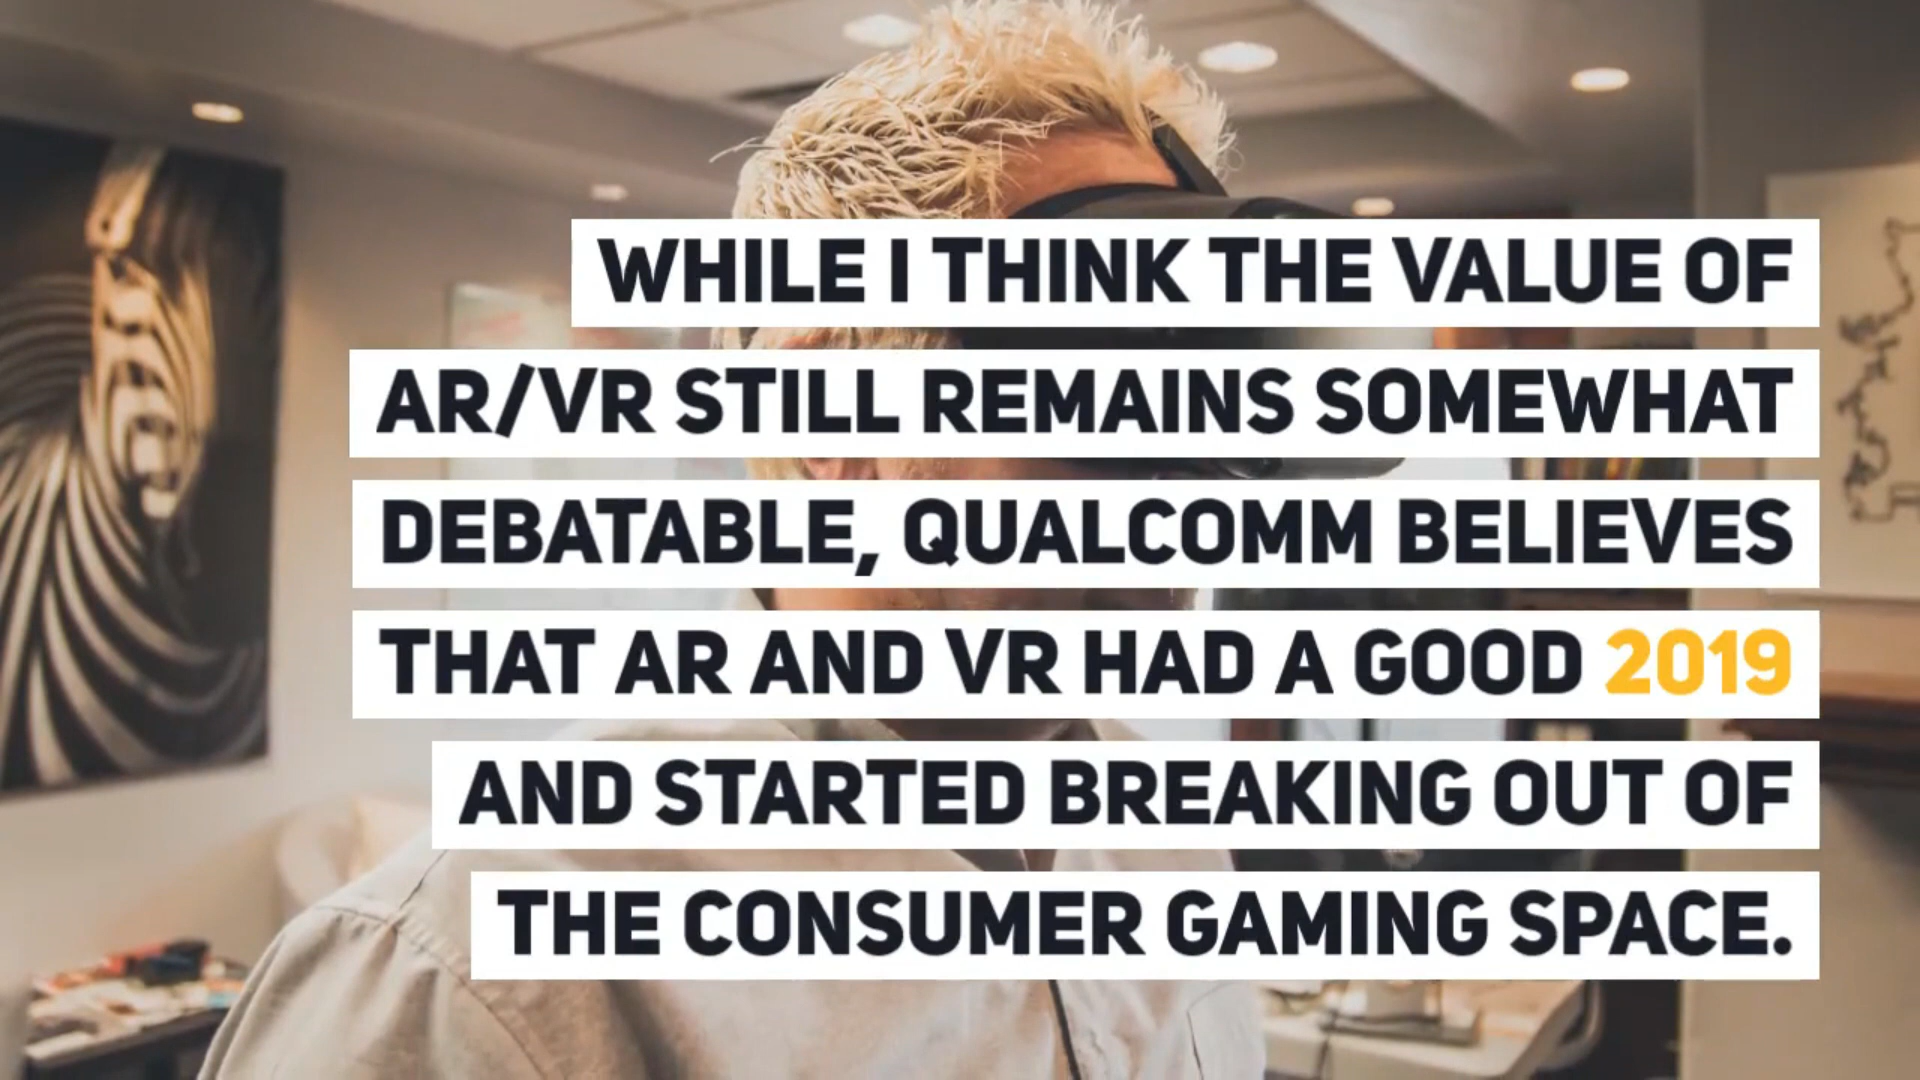 WHILE I THINK THE VALUE OF
AR/VR STILL REMAINS SOMEWHAT
DEBATABLE, QUALCOMM BELIEVES
THAT AR AND VR HAD A GOOD 2019
AND STARTED BREAKING OUT OF
THE CONSUMER GAMING SPACE.